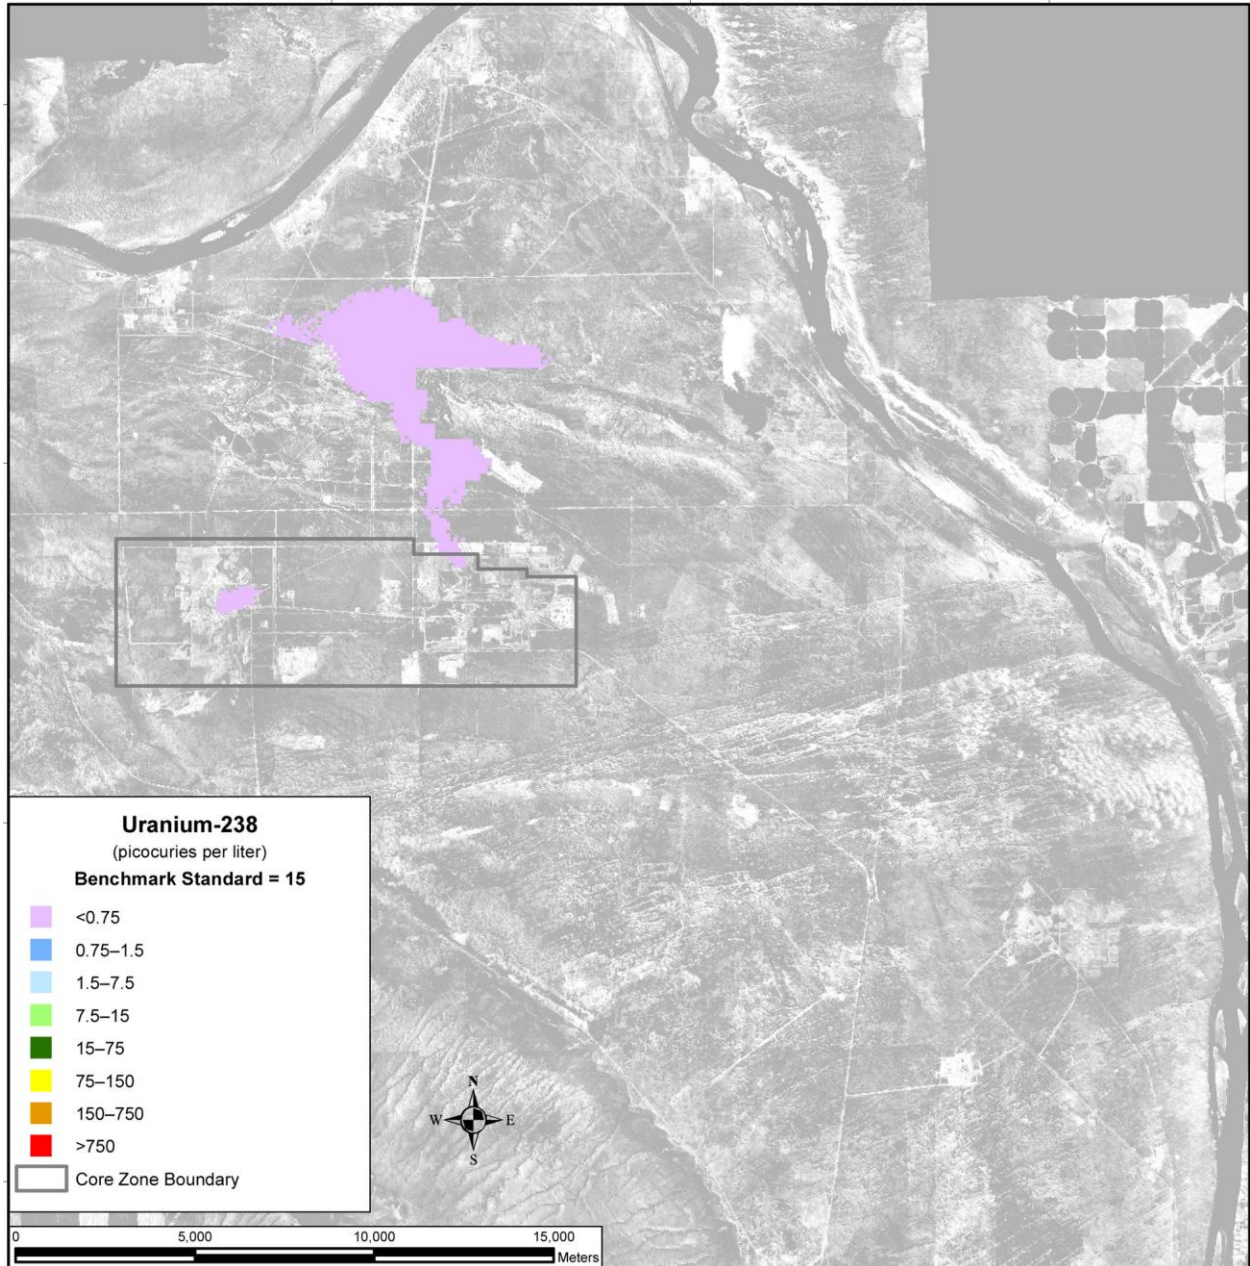 Uranium-238
(picocuries per liter)
Benchmark Standard = 15
<0.75
0.75–1.5
1.5–7.5
7.5–15
15–75
75–150
150–750
>750
Core Zone Boundary
N
W E
S
0 5,000 10,000 15,000
Meters